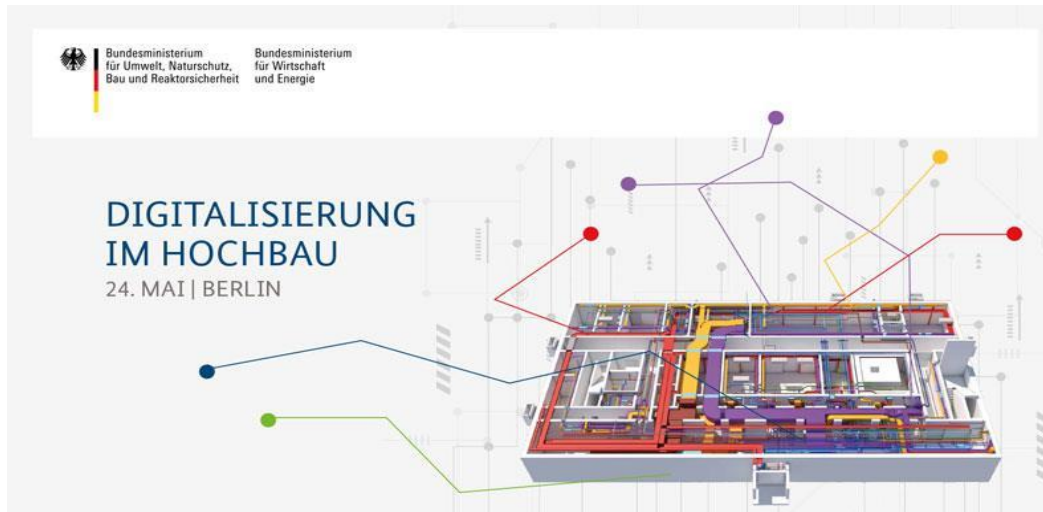 Bundesministerium
für Umwelt, Naturschutz,
Bau und Reaktorsicherheit
Bundesministerium
für Wirtschaft
und Energie
DIGITALISIERUNG
IM HOCHBAU
24. MAI | BERLIN